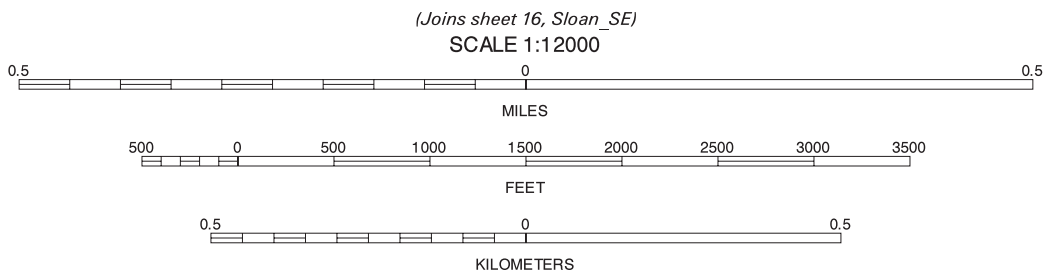 (Joins sheet 16, Sloan_SE)
SCALE 1:12000
0.5 0 0.5
MILES
500 0 500 1000 1500 2000 2500 3000 3500
FEET
0.5 0 0.5
KILOMETERS